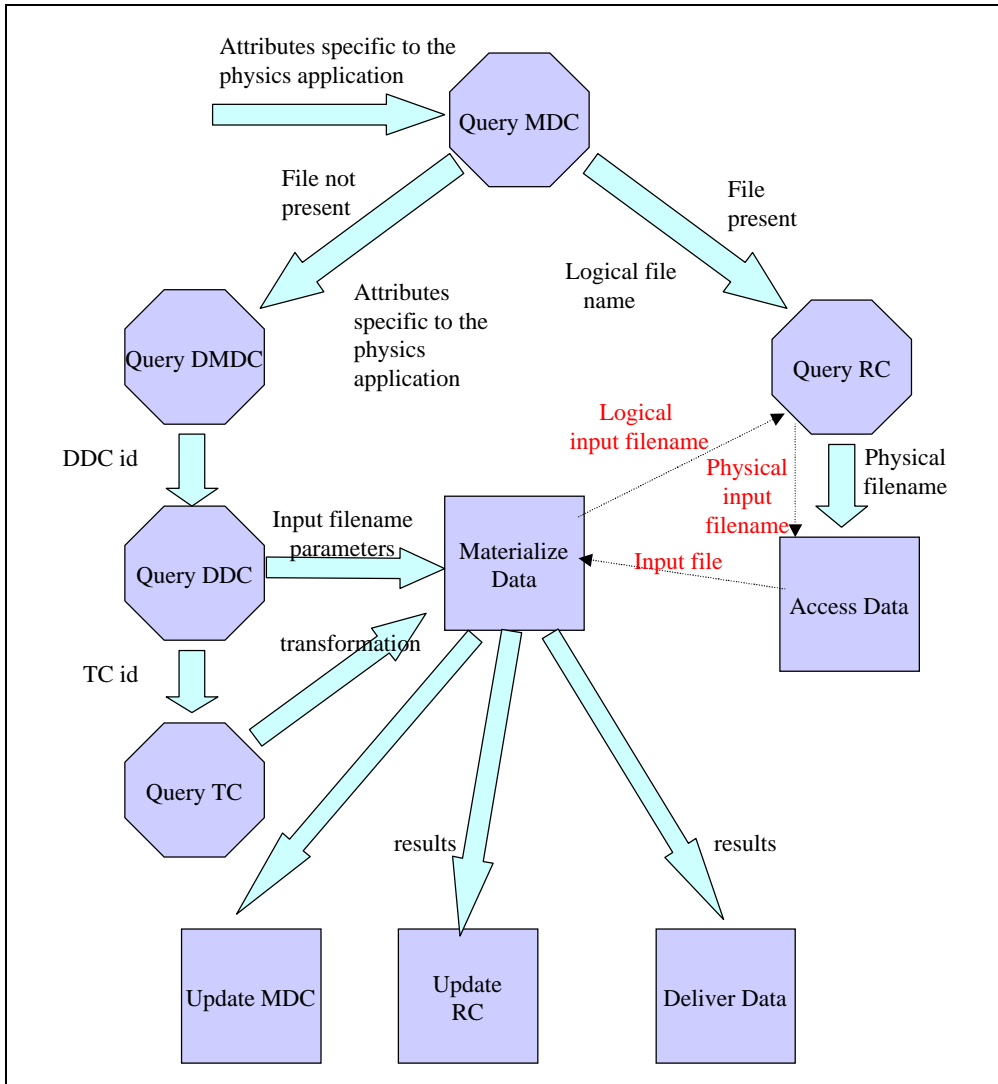 Attributes specific to the
physics application
Query MDC
File not
present
File
present
Logical file
name
Attributes
specific to the
physics
application
Query DMDC
Query RC
Logical
input filename
DDC id
Physical
input
filename
Physical
filename
Input filename
parameters
Materialize
Data
Input file
Query DDC
Access Data
transformation
TC id
Query TC
results
results
Update MDC
Update
RC
Deliver Data